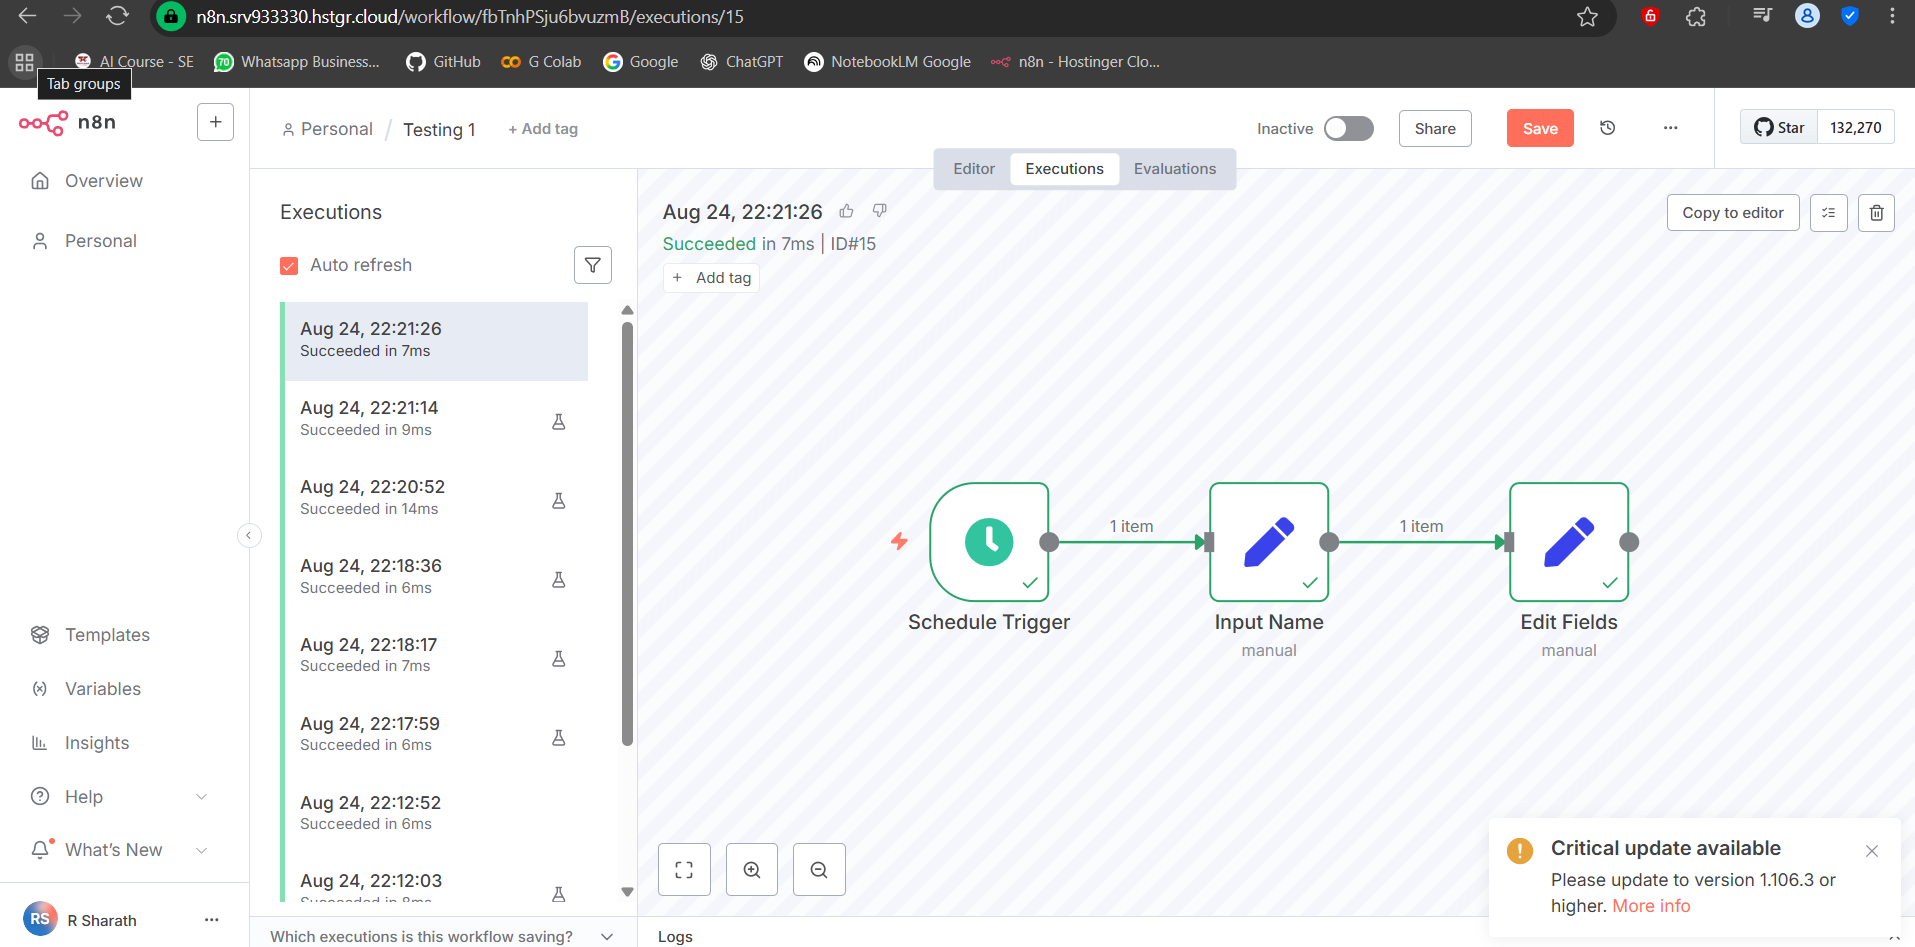 n8n.srv933330.hstgr.cloud/workflow/fbTnhPSju6bvuzmB/executions/15
AI Course - SE
70
Whatsapp Business...
GitHub
G Colab
Google
ChatGPT
NotebookLM Google
n8n - Hostinger Clo...
Tab groups
n8n
+
Personal / Testing 1 + Add tag
Inactive
Share
Save
...
Star 132,270
Editor Executions Evaluations
Overview
Personal
Templates
Variables
Insights
Help
What's New
RS R Sharath ...
Executions
Auto refresh
Aug 24, 22:21:26
Succeeded in 7ms
Aug 24, 22:21:14
Succeeded in 9ms
Aug 24, 22:20:52
Succeeded in 14ms
Aug 24, 22:18:36
Succeeded in 6ms
Aug 24, 22:18:17
Succeeded in 7ms
Aug 24, 22:17:59
Succeeded in 6ms
Aug 24, 22:12:52
Succeeded in 6ms
Aug 24, 22:12:03
Succeeded in 8ms
Which executions is this workflow saving?
Aug 24, 22:21:26
Succeeded in 7ms | ID#15
+ Add tag
Copy to editor
1 item
1 item
Schedule Trigger
Input Name
manual
Edit Fields
manual
Logs
Critical update available
Please update to version 1.106.3 or
higher. More info